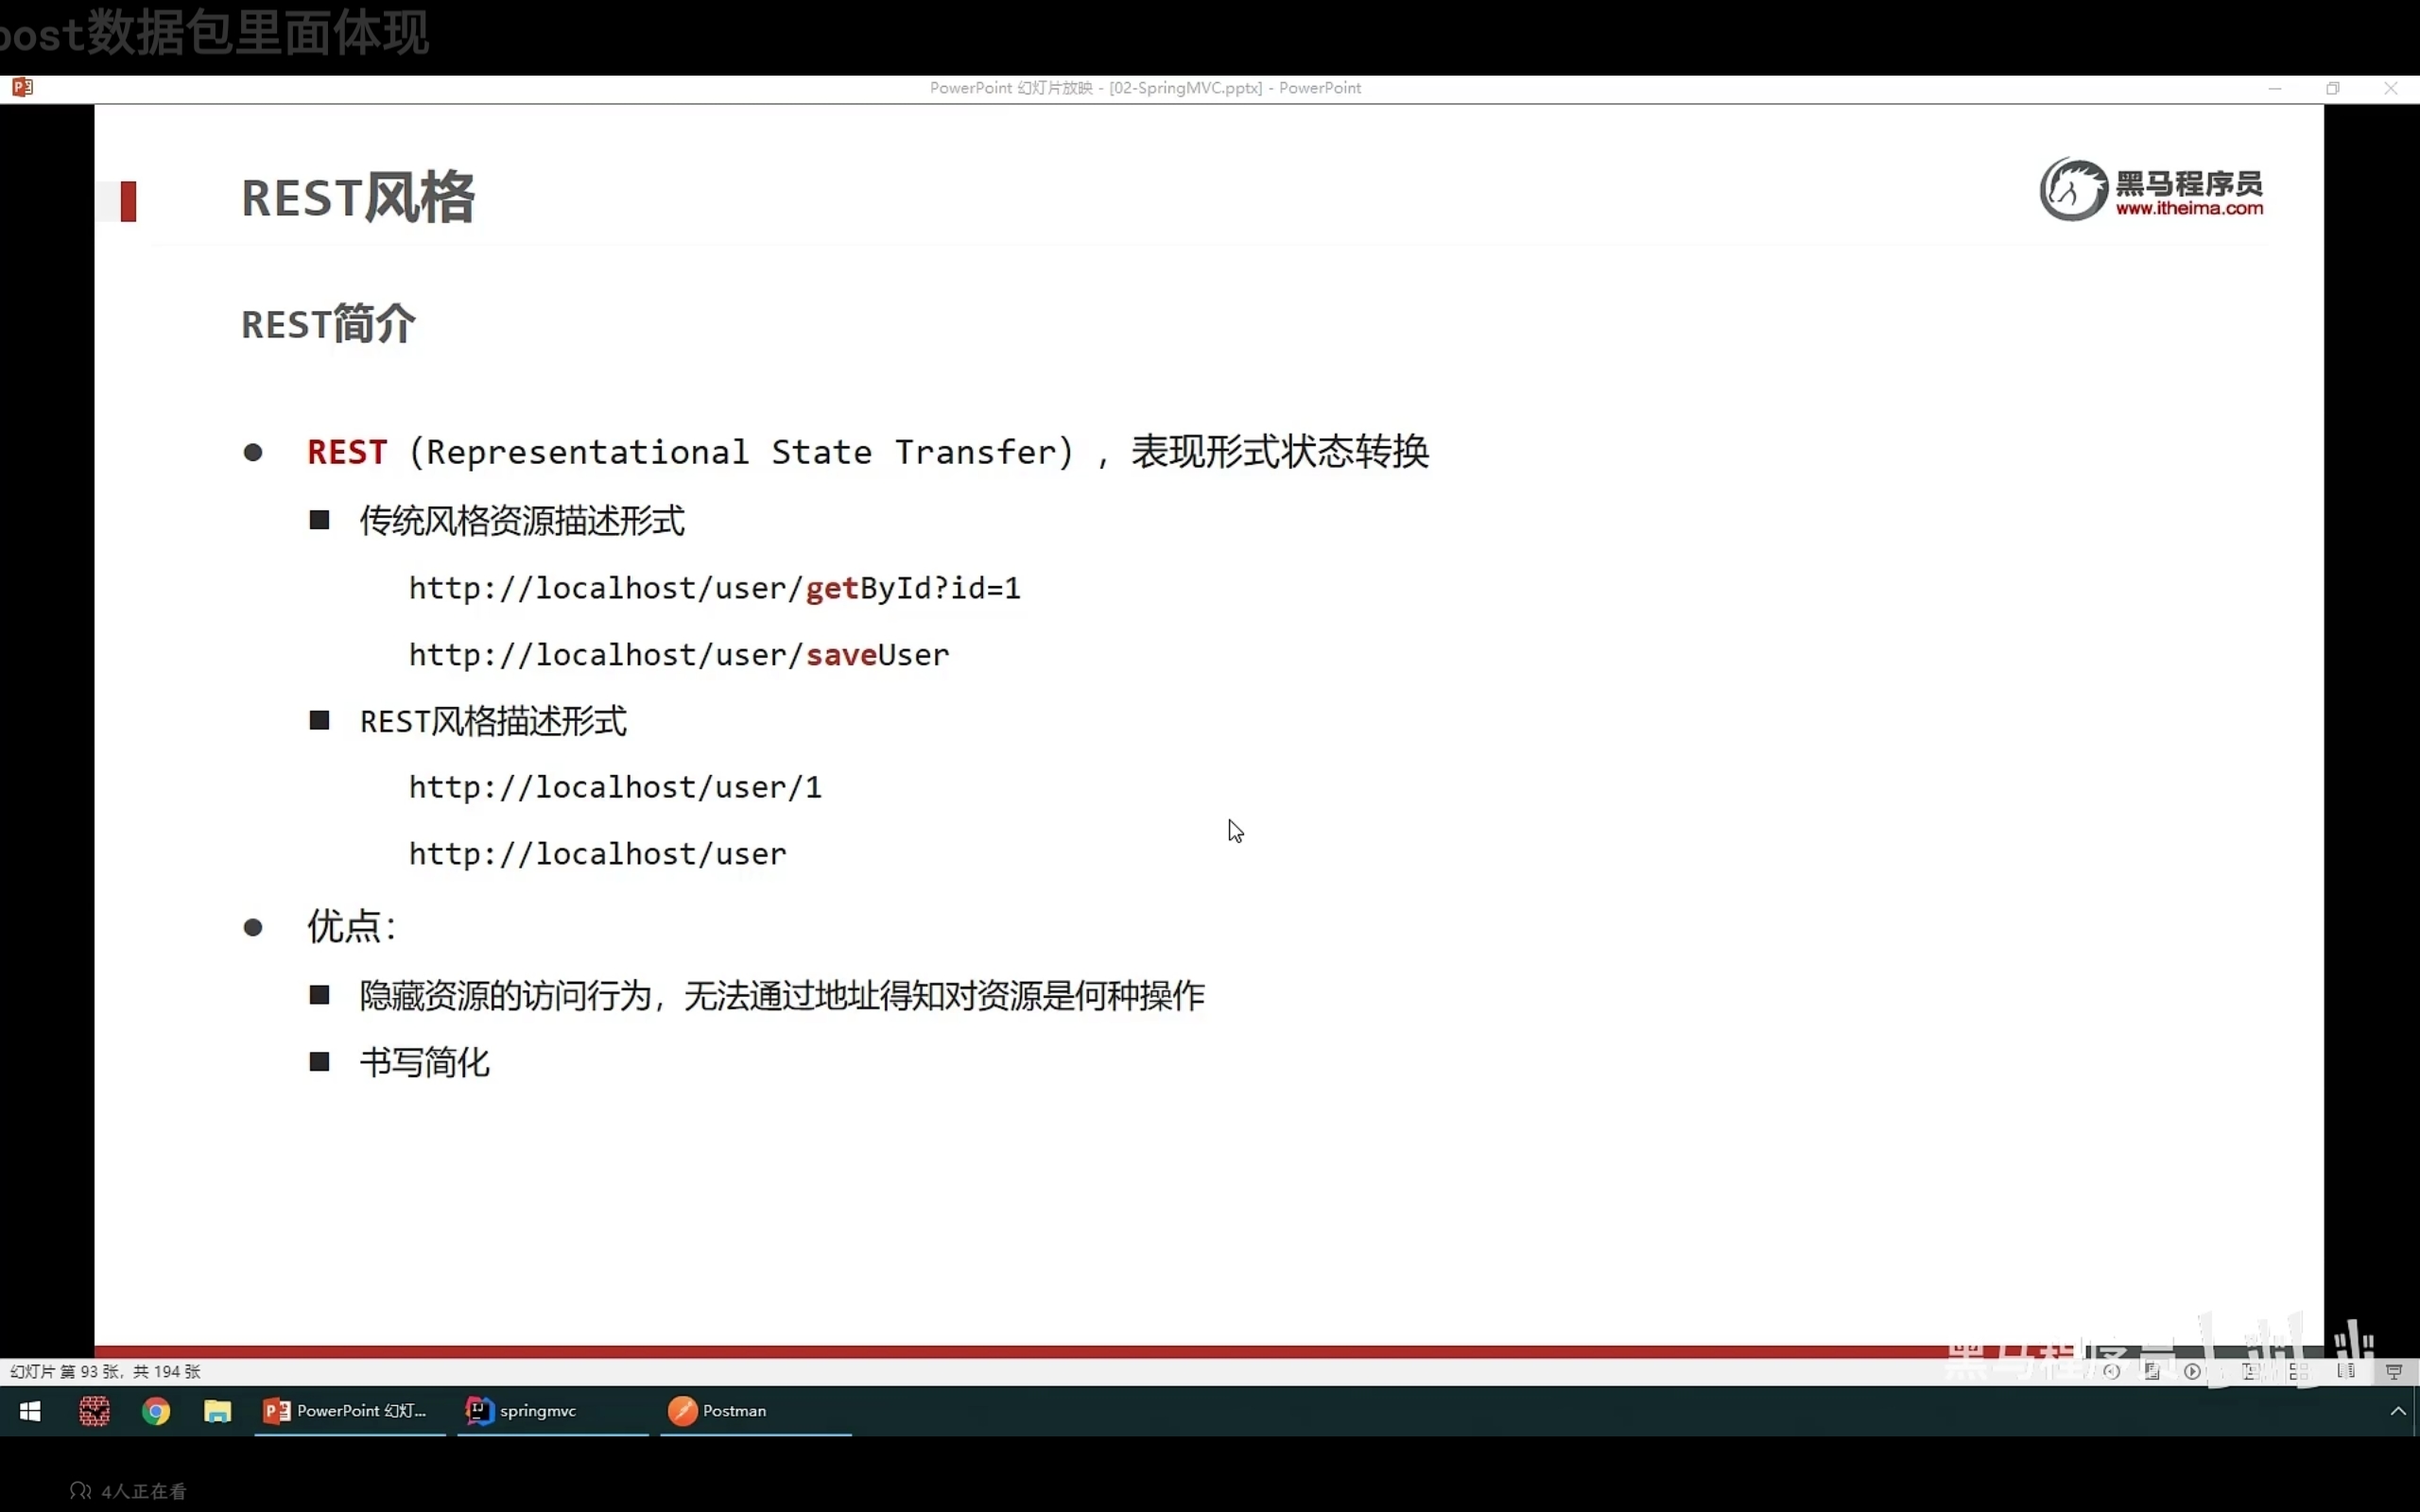 post数据包里面体现
PowerPoint 幻灯片放映 - [02-SpringMVC.pptx] - PowerPoint
REST风格
黑马程序员
www.itheima.com
REST简介
REST（Representational State Transfer），表现形式状态转换
传统风格资源描述形式
http://localhost/user/getById?id=1
http://localhost/user/saveUser
REST风格描述形式
http://localhost/user/1
http://localhost/user
优点：
隐藏资源的访问行为，无法通过地址得知对资源是何种操作
书写简化
黑马程序员
幻灯片 第 93 张，共 194 张
PowerPoint 幻灯...
springmvc
Postman
4人正在看